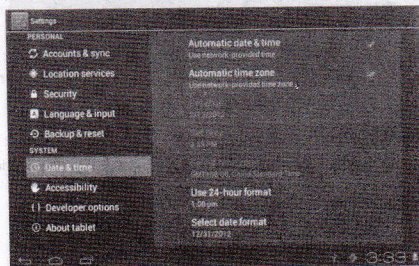 Settings
PERSONAL
Accounts & sync
Location services
Security
Language & input
Backup & reset
SYSTEM
Date & time
Accessibility
{ } Developer options
About tablet
Automatic date & time
Use network-provided time
Automatic time zone
Use network-provided time zone
Use 24-hour format
1:00 pm
Select date format
12/31/2012
3:33